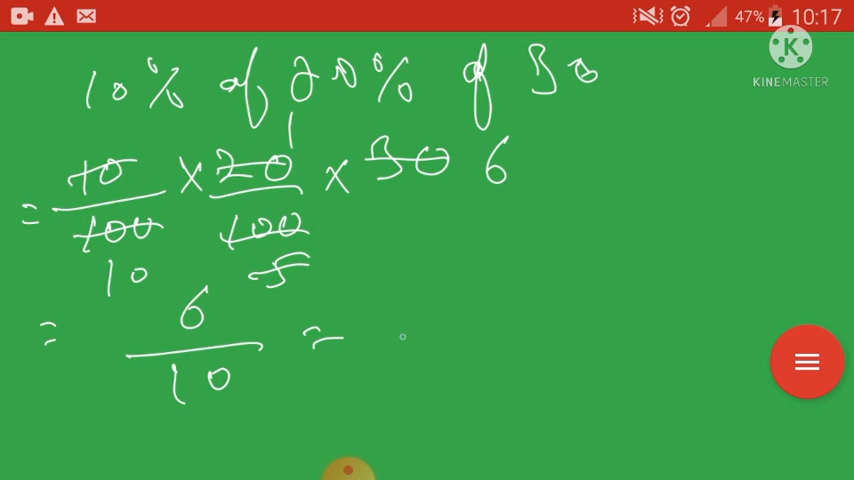 47% 10:17
KINEMASTER
10% of 20% of 30
= 10/100 × 20/100 × 30 6
1
10 5
= 6/10 =